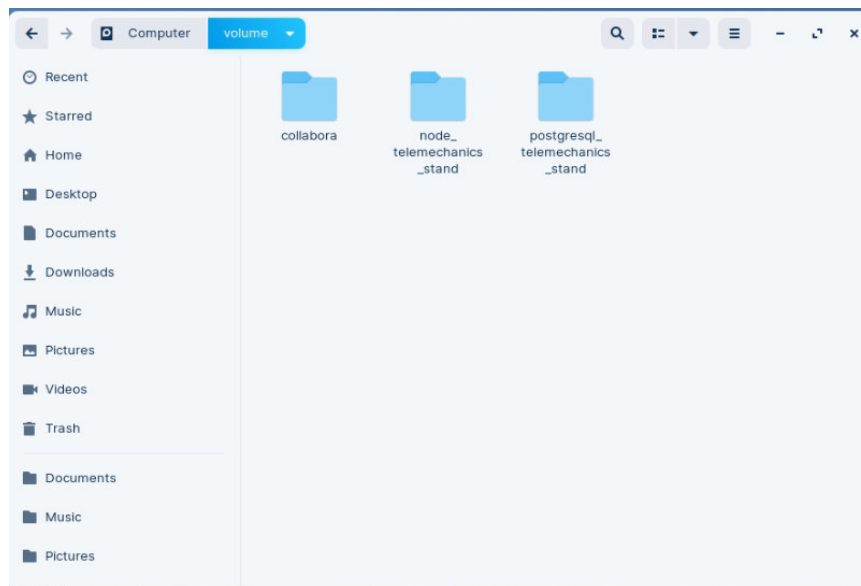 Computer
volume
Recent
Starred
Home
Desktop
Documents
Downloads
Music
Pictures
Videos
Trash
Documents
Music
Pictures
collabora
node_
telemechanics
_stand
postgresql_
telemechanics
_stand